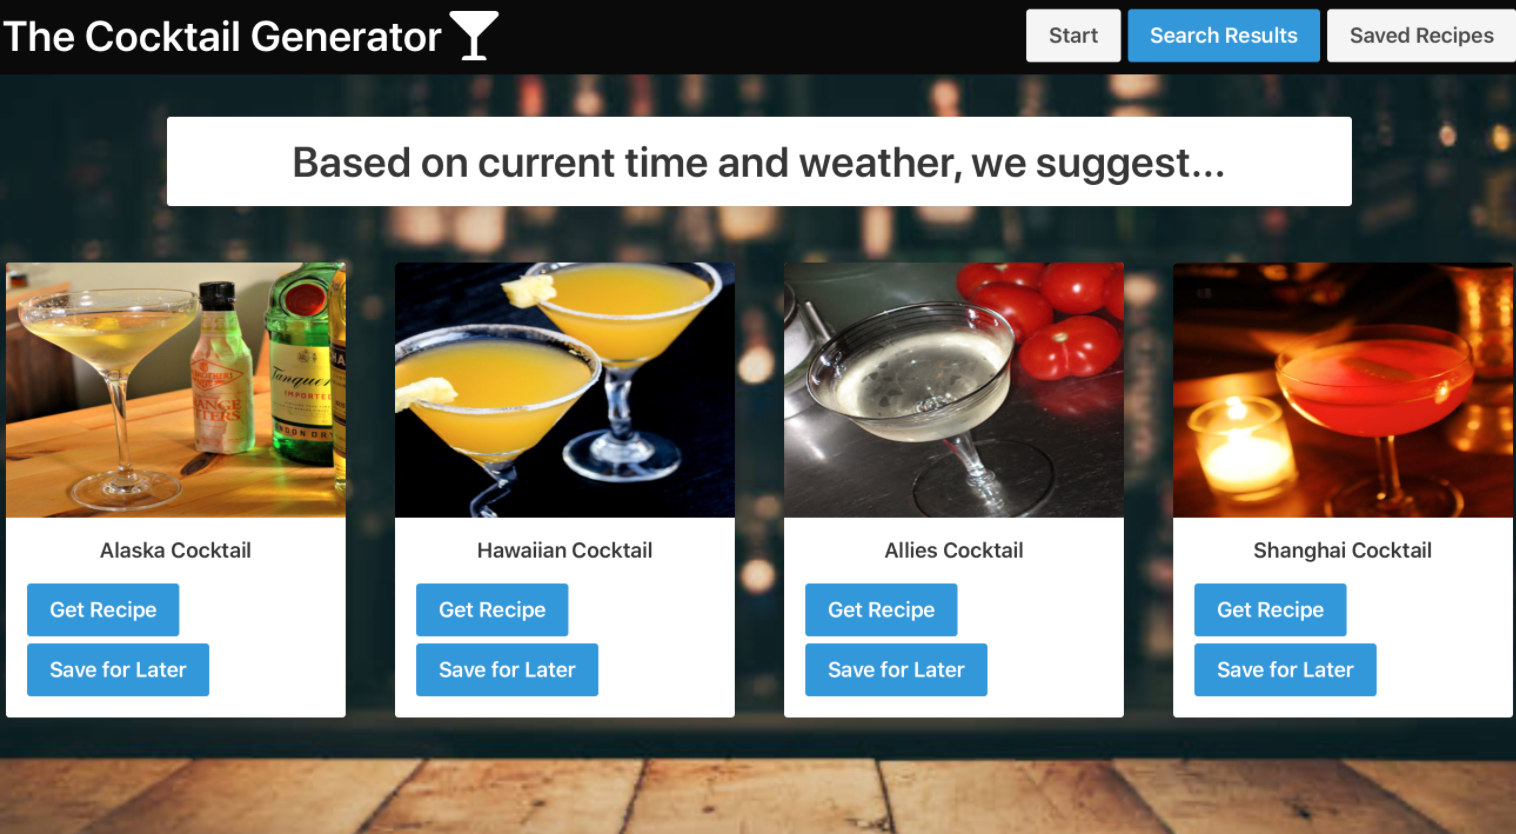 The Cocktail Generator
Start
Search Results
Saved Recipes
Based on current time and weather, we suggest...
IMPORTED
Alaska Cocktail
Hawaiian Cocktail
Allies Cocktail
Shanghai Cocktail
Get Recipe
Get Recipe
Get Recipe
Get Recipe
Save for Later
Save for Later
Save for Later
Save for Later